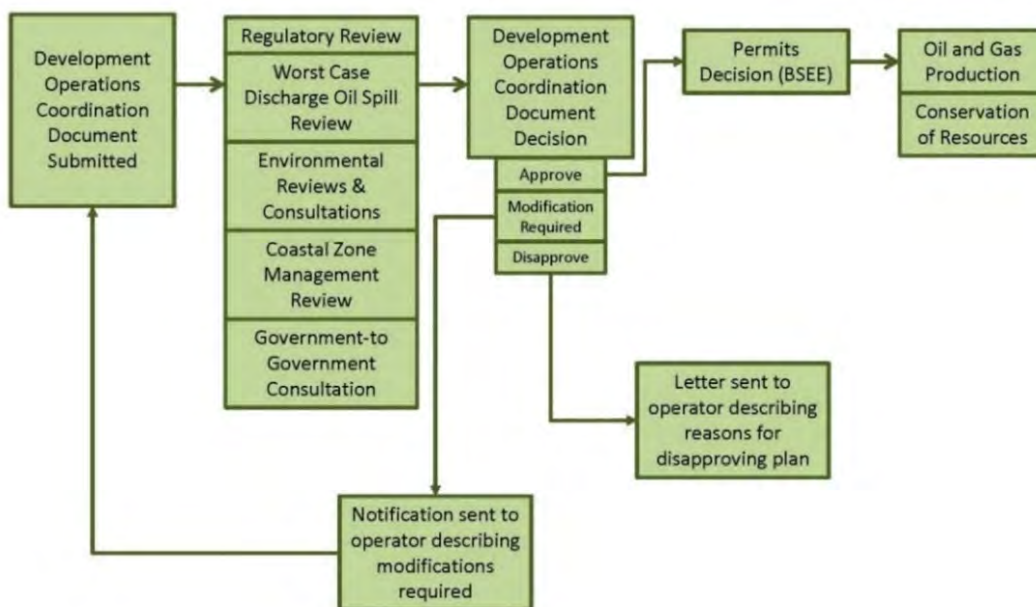 Development
Operations
Coordination
Document
Submitted
Regulatory Review
Worst Case
Discharge Oil Spill
Review
Environmental
Reviews &
Consultations
Coastal Zone
Management
Review
Government-to
Government
Consultation
Development
Operations
Coordination
Document
Decision
Approve
Modification
Required
Disapprove
Permits
Decision (BSEE)
Oil and Gas
Production
Conservation
of Resources
Letter sent to
operator describing
reasons for
disapproving plan
Notification sent to
operator describing
modifications
required